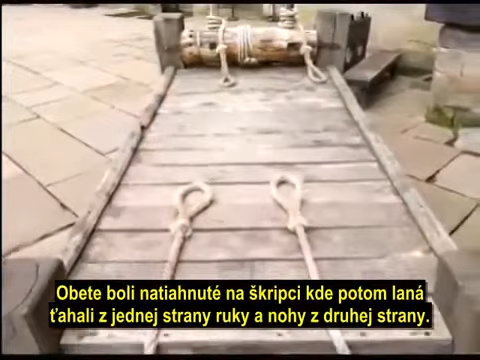 Obete boli natiahnuté na škripci kde potom laná
ťahali z jednej strany ruky a nohy z druhej strany.